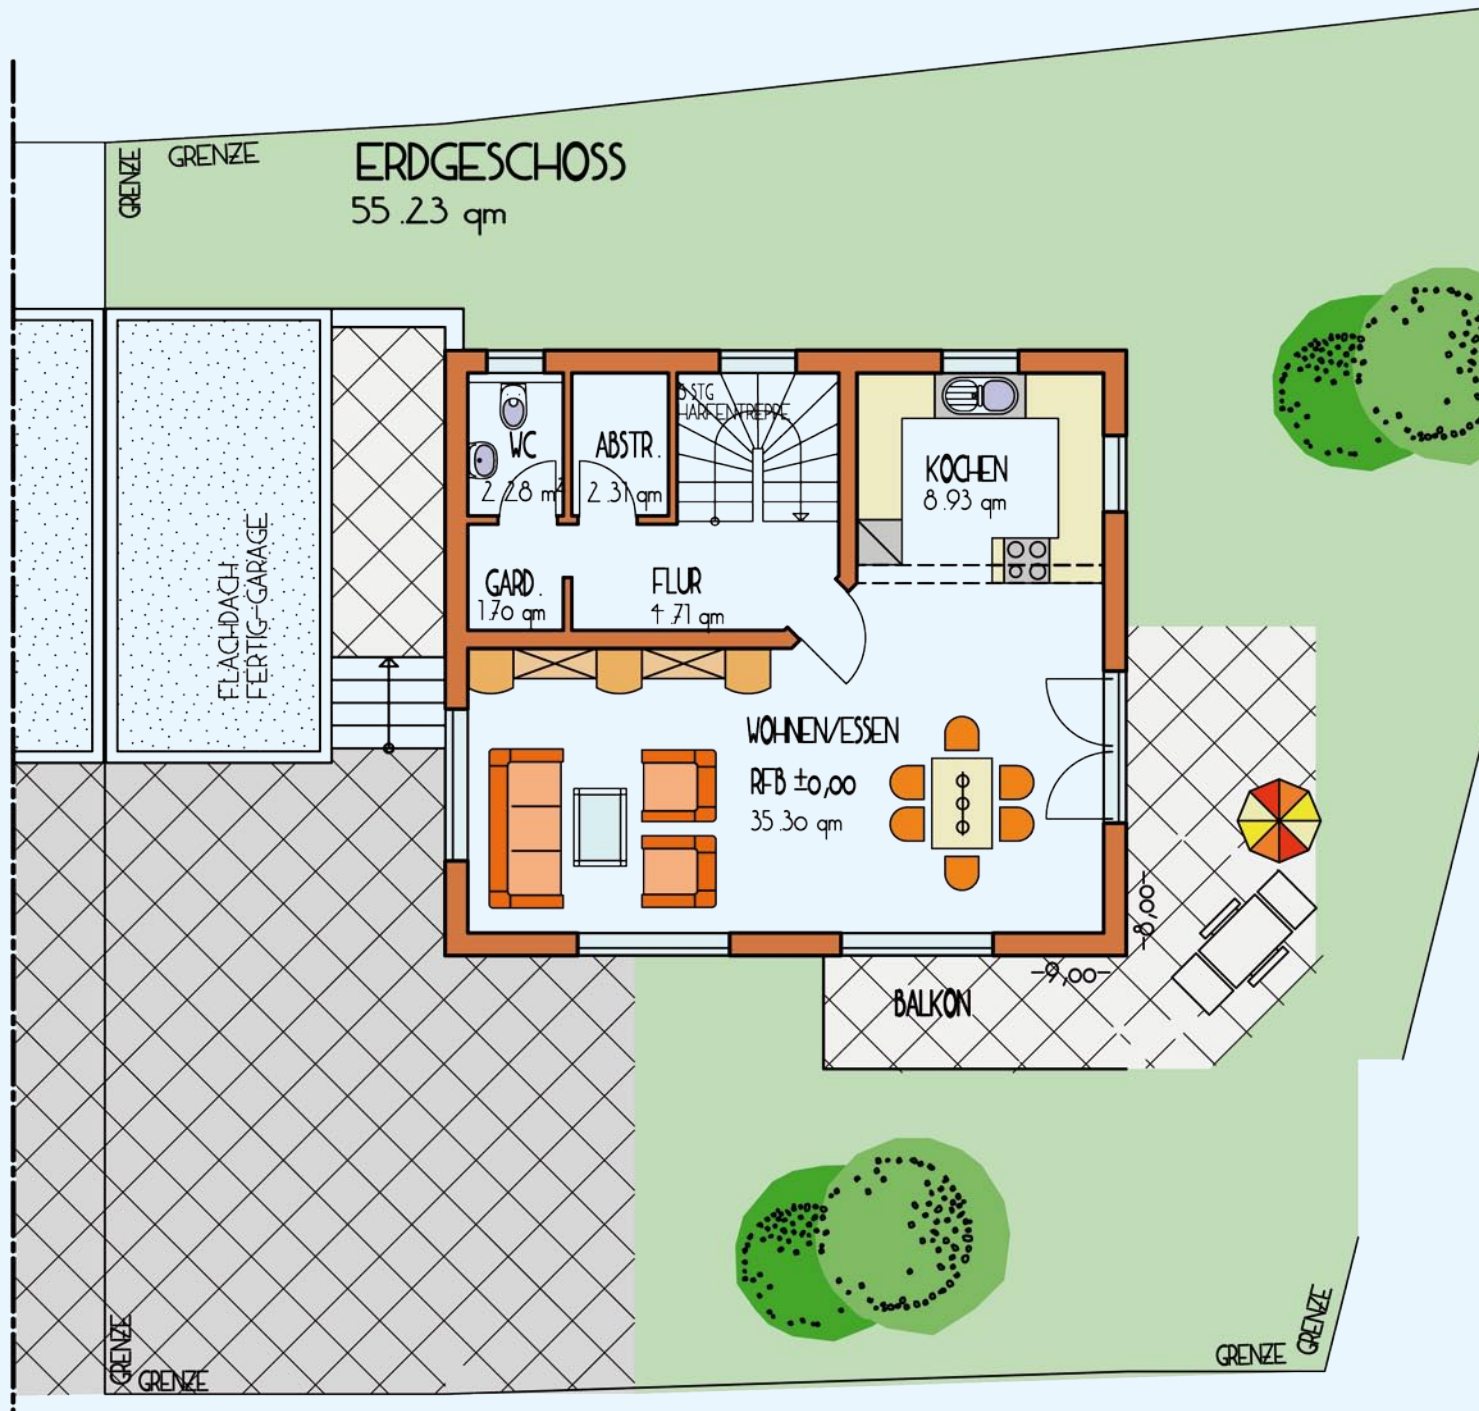 ERDGESCHOSS
55.23 qm
GRENZE
GRENZE
STG
HARFENTREPPE
WC
2.28 m²
ABSTR.
2.31 qm
KOCHEN
8.93 qm
GARD.
1.70 qm
FLUR
4.71 qm
FLACHDACH
FERTIG-GARAGE
WOHNEN/ESSEN
RFB ±0,00
35.30 qm
BALKON
-9,00-
-8,00-
GRENZE
GRENZE
GRENZE
GRENZE